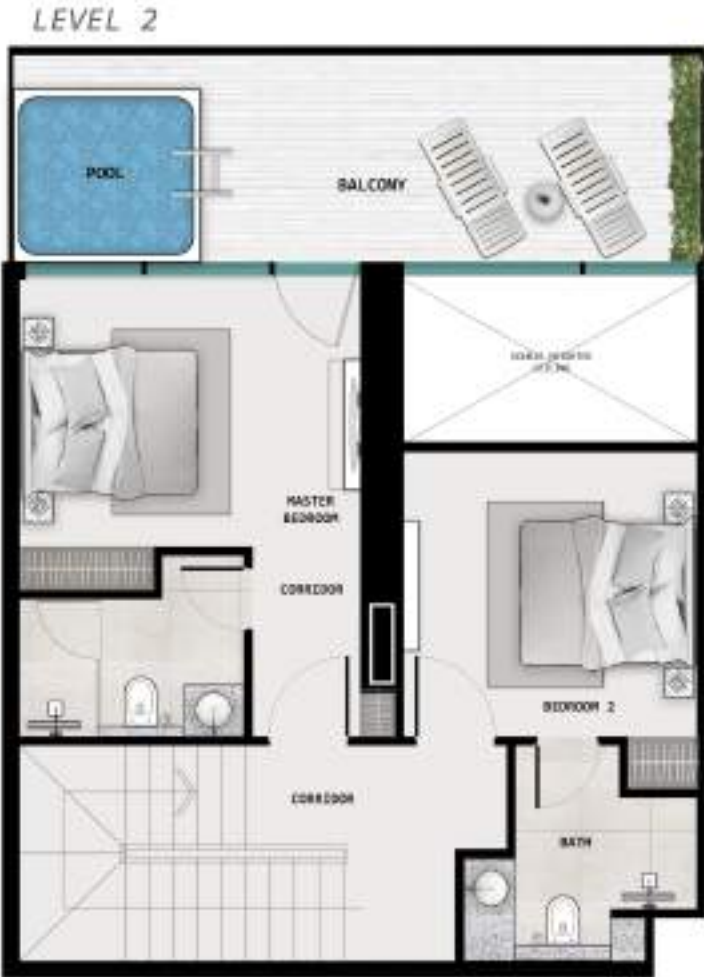 LEVEL 2
POOL
BALCONY
MASTER
BEDROOM
CORRIDOR
BEDROOM 2
CORRIDOR
BATH